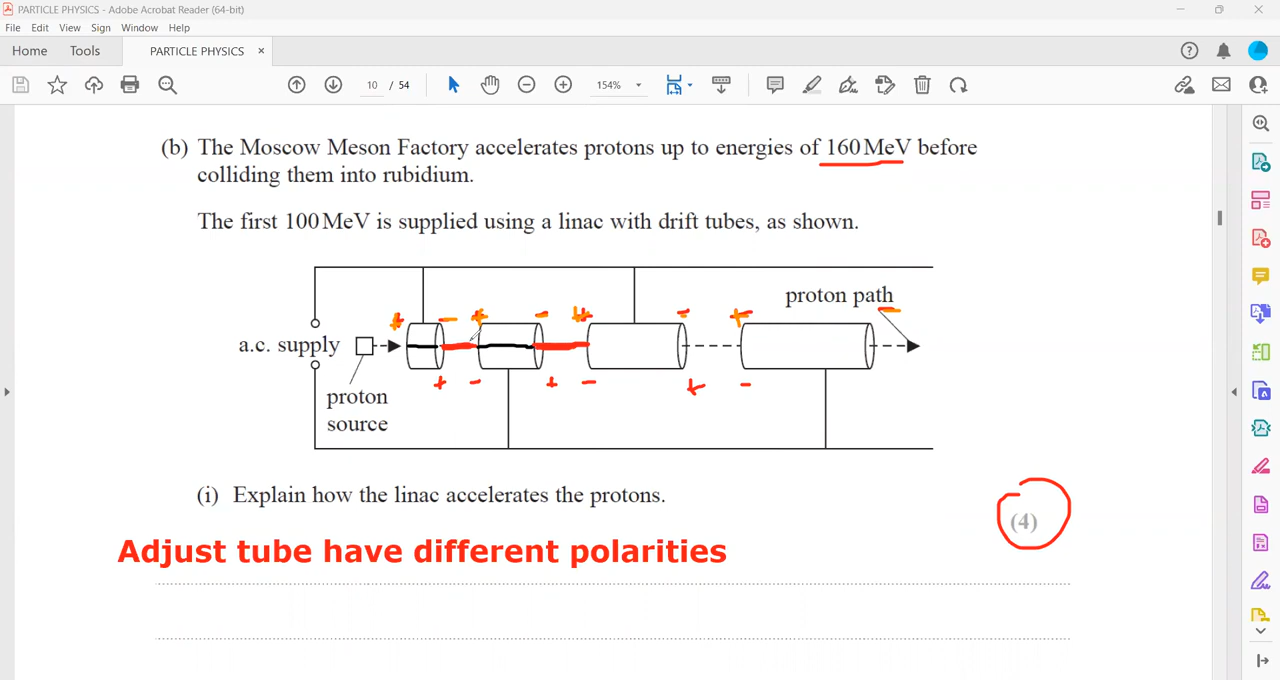 PARTICLE PHYSICS - Adobe Acrobat Reader (64-bit)
File Edit View Sign Window Help
Home Tools PARTICLE PHYSICS ×
10 / 54 154%
(b) The Moscow Meson Factory accelerates protons up to energies of 160 MeV before
colliding them into rubidium.
The first 100 MeV is supplied using a linac with drift tubes, as shown.
proton path
+ - + - + - + -
a.c. supply
+ - + - + -
proton
source
(i) Explain how the linac accelerates the protons.
(4)
Adjust tube have different polarities